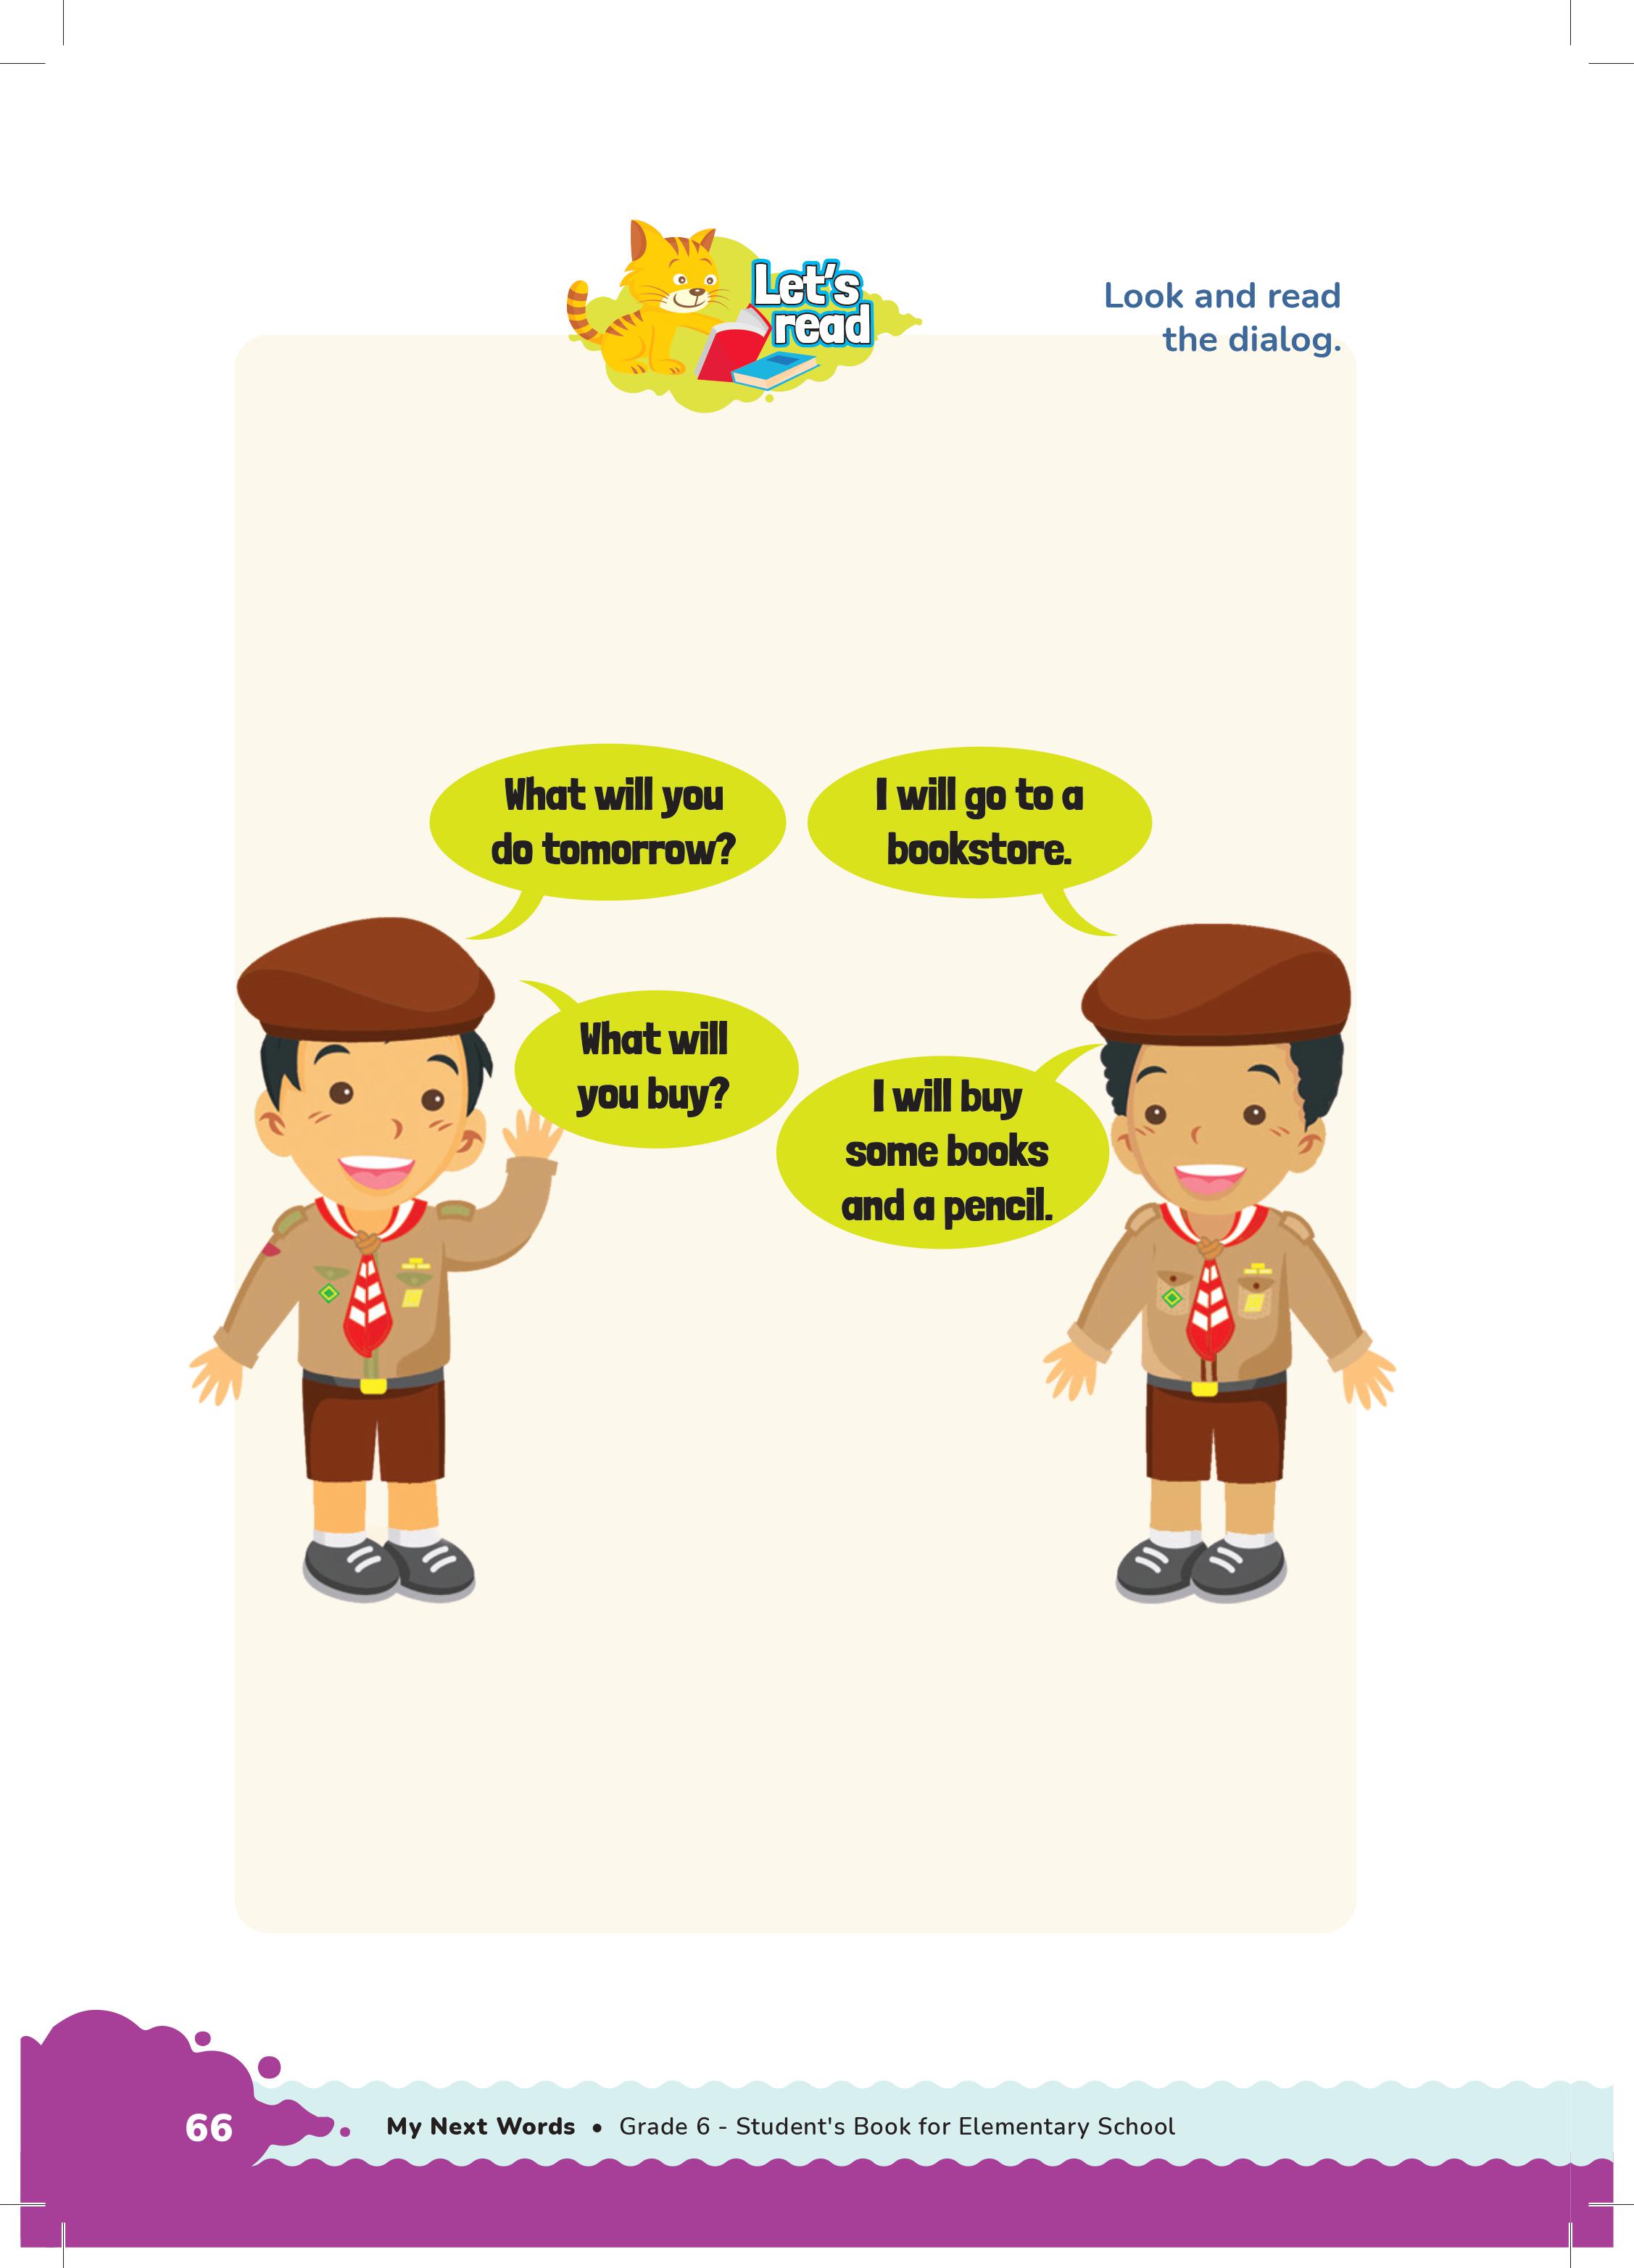 Let's
read
Look and read
the dialog.
What will you
do tomorrow?
I will go to a
bookstore.
What will
you buy?
I will buy
some books
and a pencil.
66
My Next Words • Grade 6 - Student's Book for Elementary School